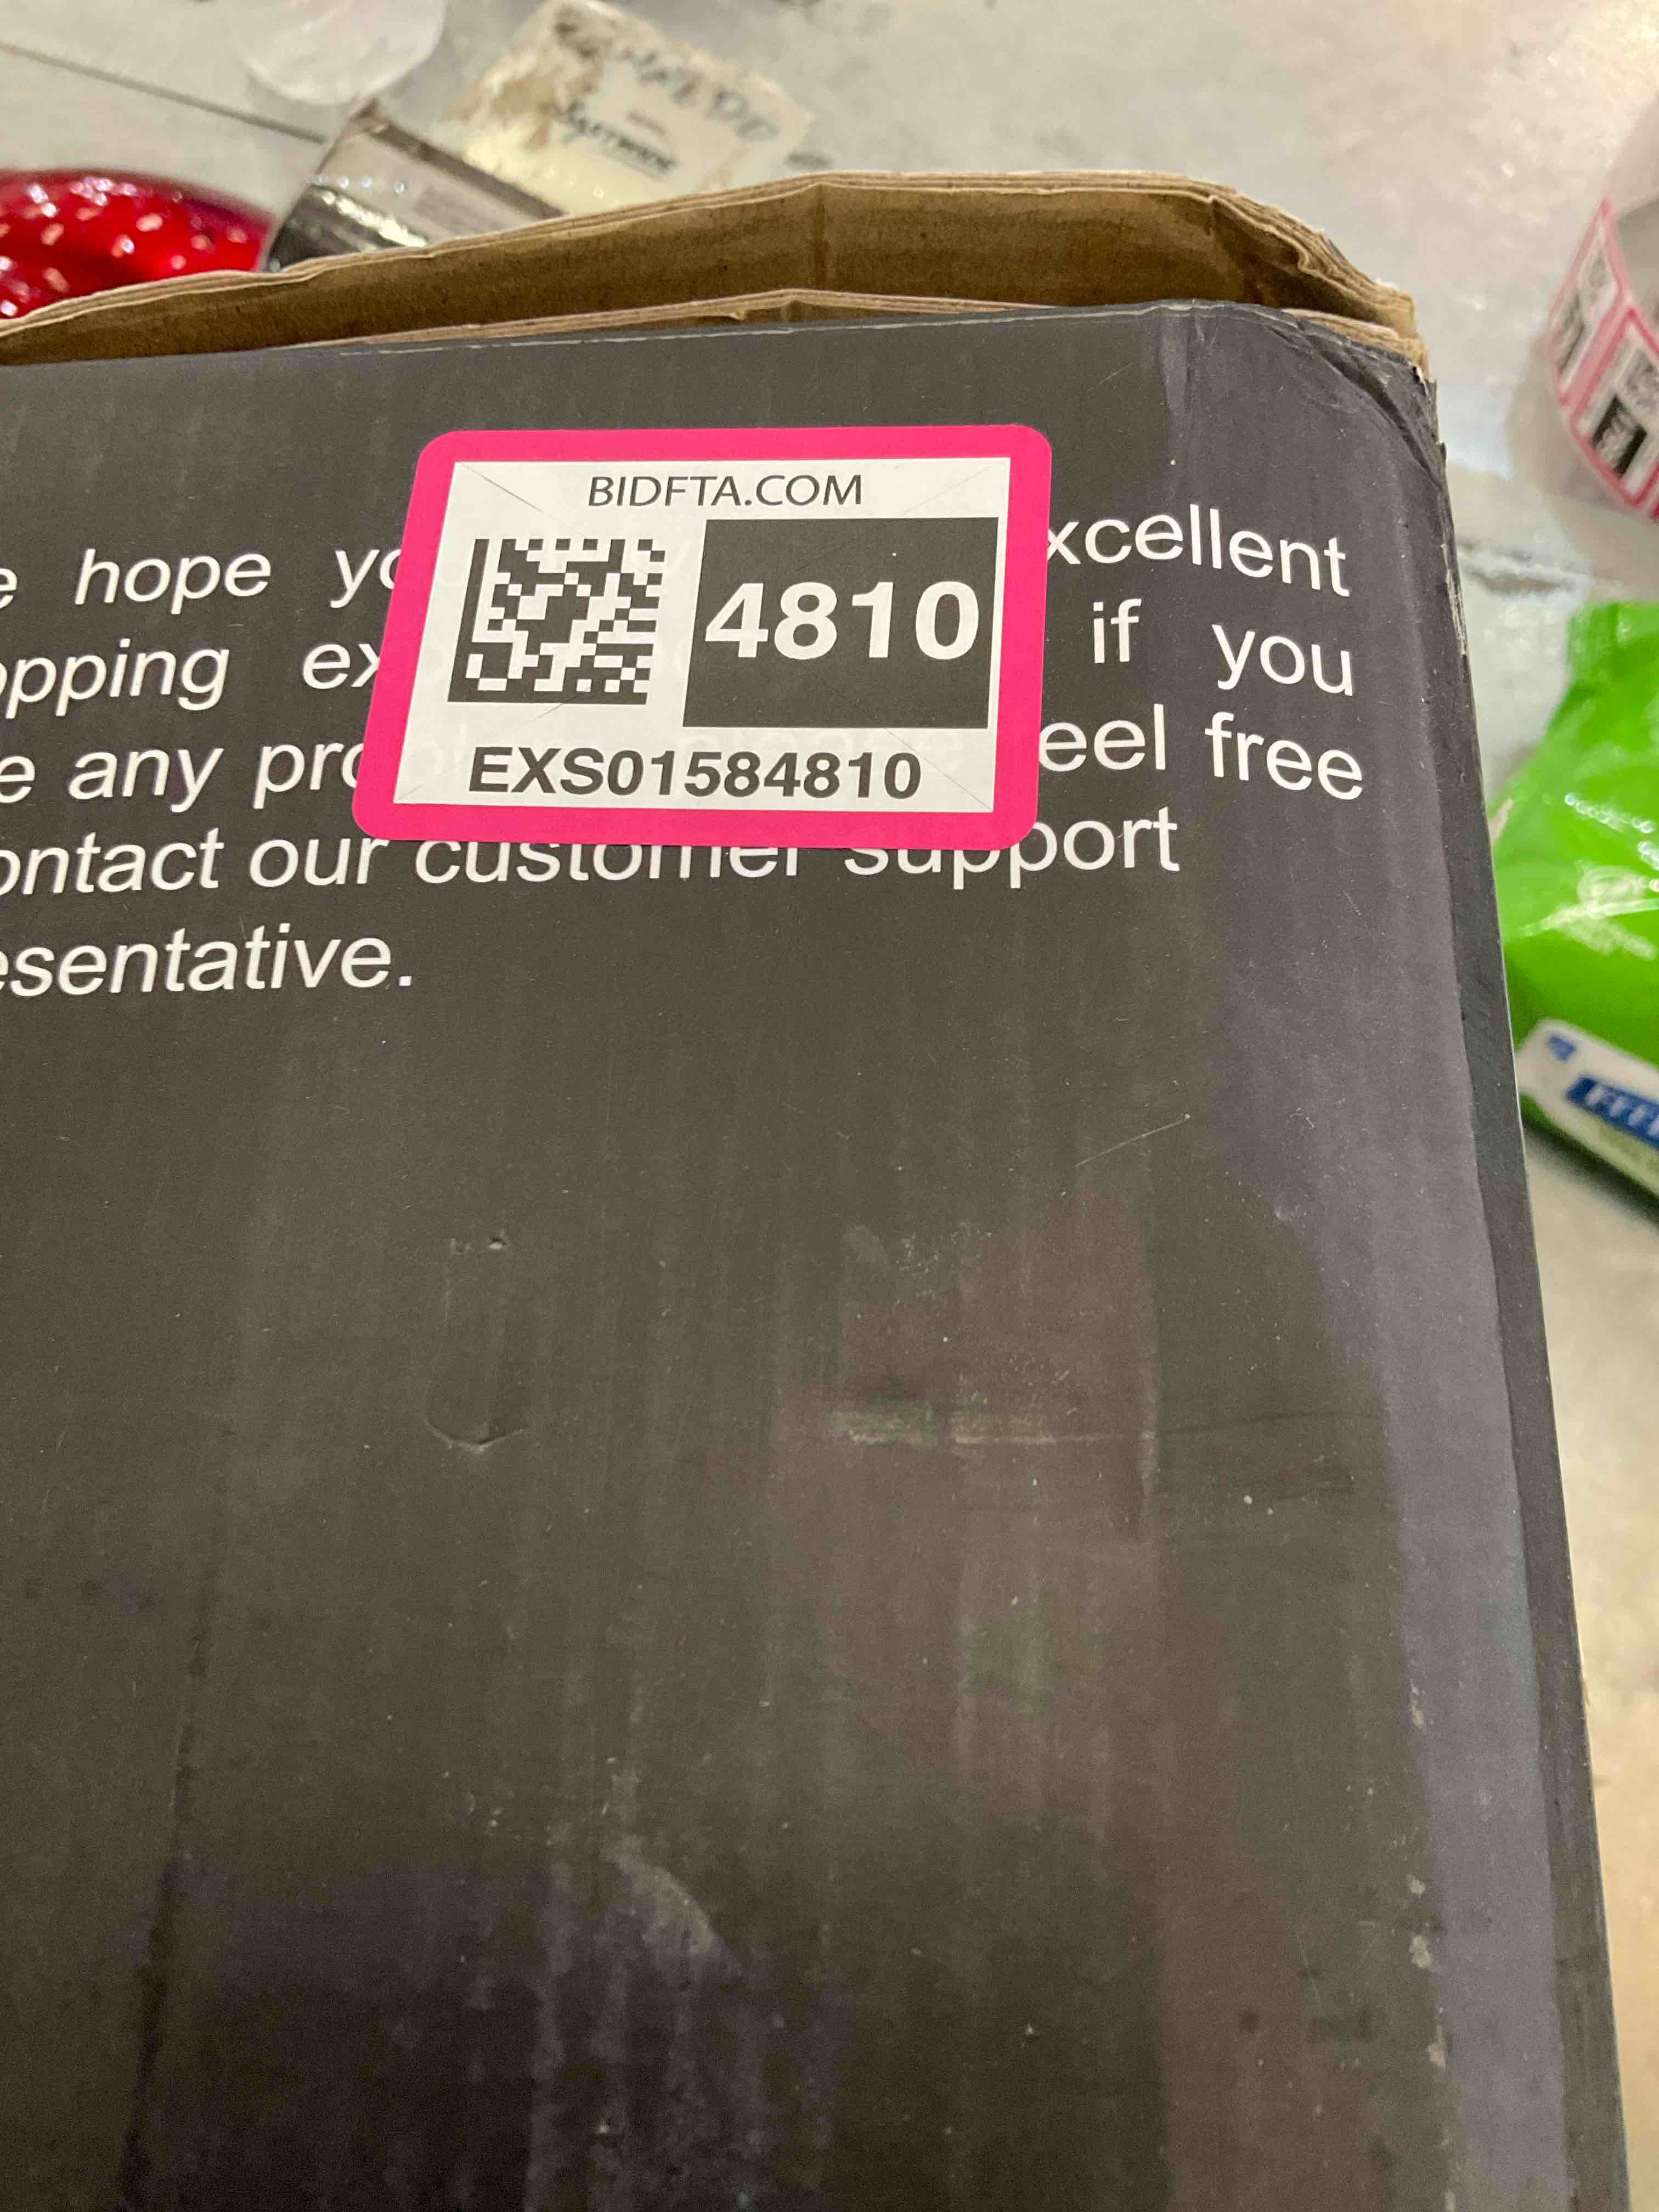 BIDFTA.COM
4810
EXS01584810
e hope yo xcellent
opping ex if you
e any pro eel free
ontact our customer support
esentative.